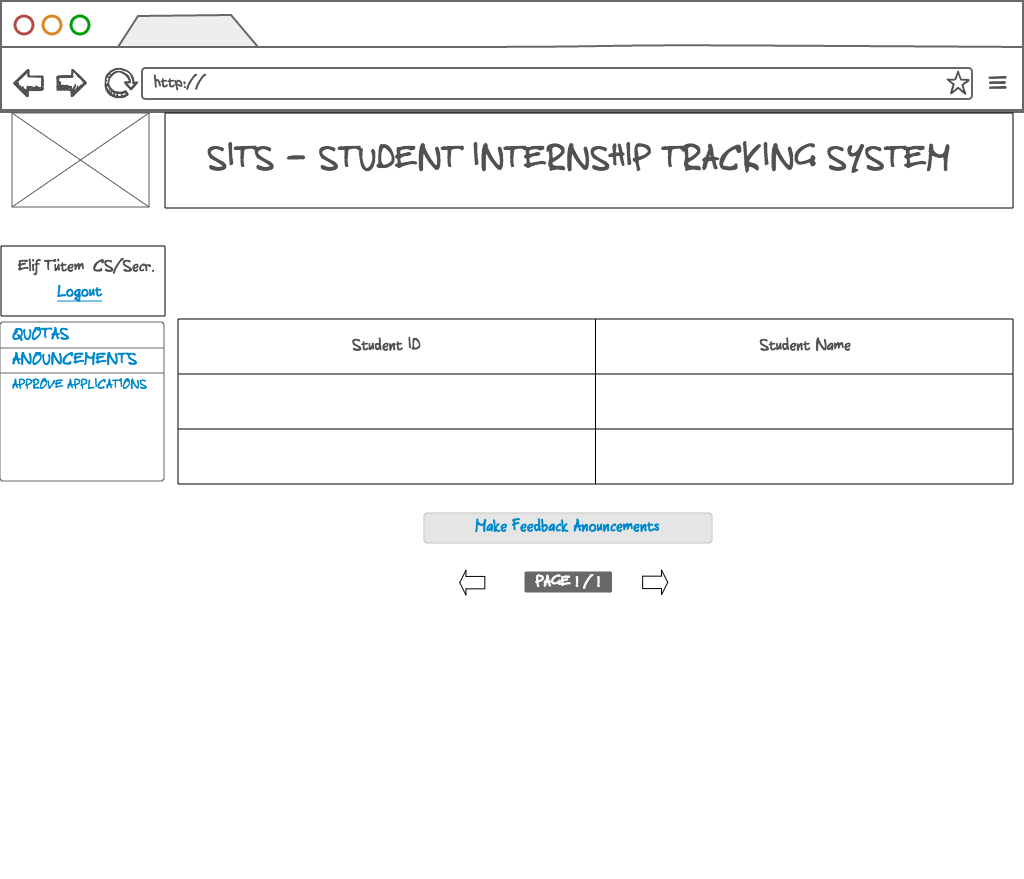 http://
SITS - STUDENT INTERNSHIP TRACKING SYSTEM
Elif Tütem CS/Secr.
Logout
QUOTAS
ANOUNCEMENTS
APPROVE APPLICATIONS
Student ID Student Name
Make Feedback Anouncements
PAGE 1 / 1